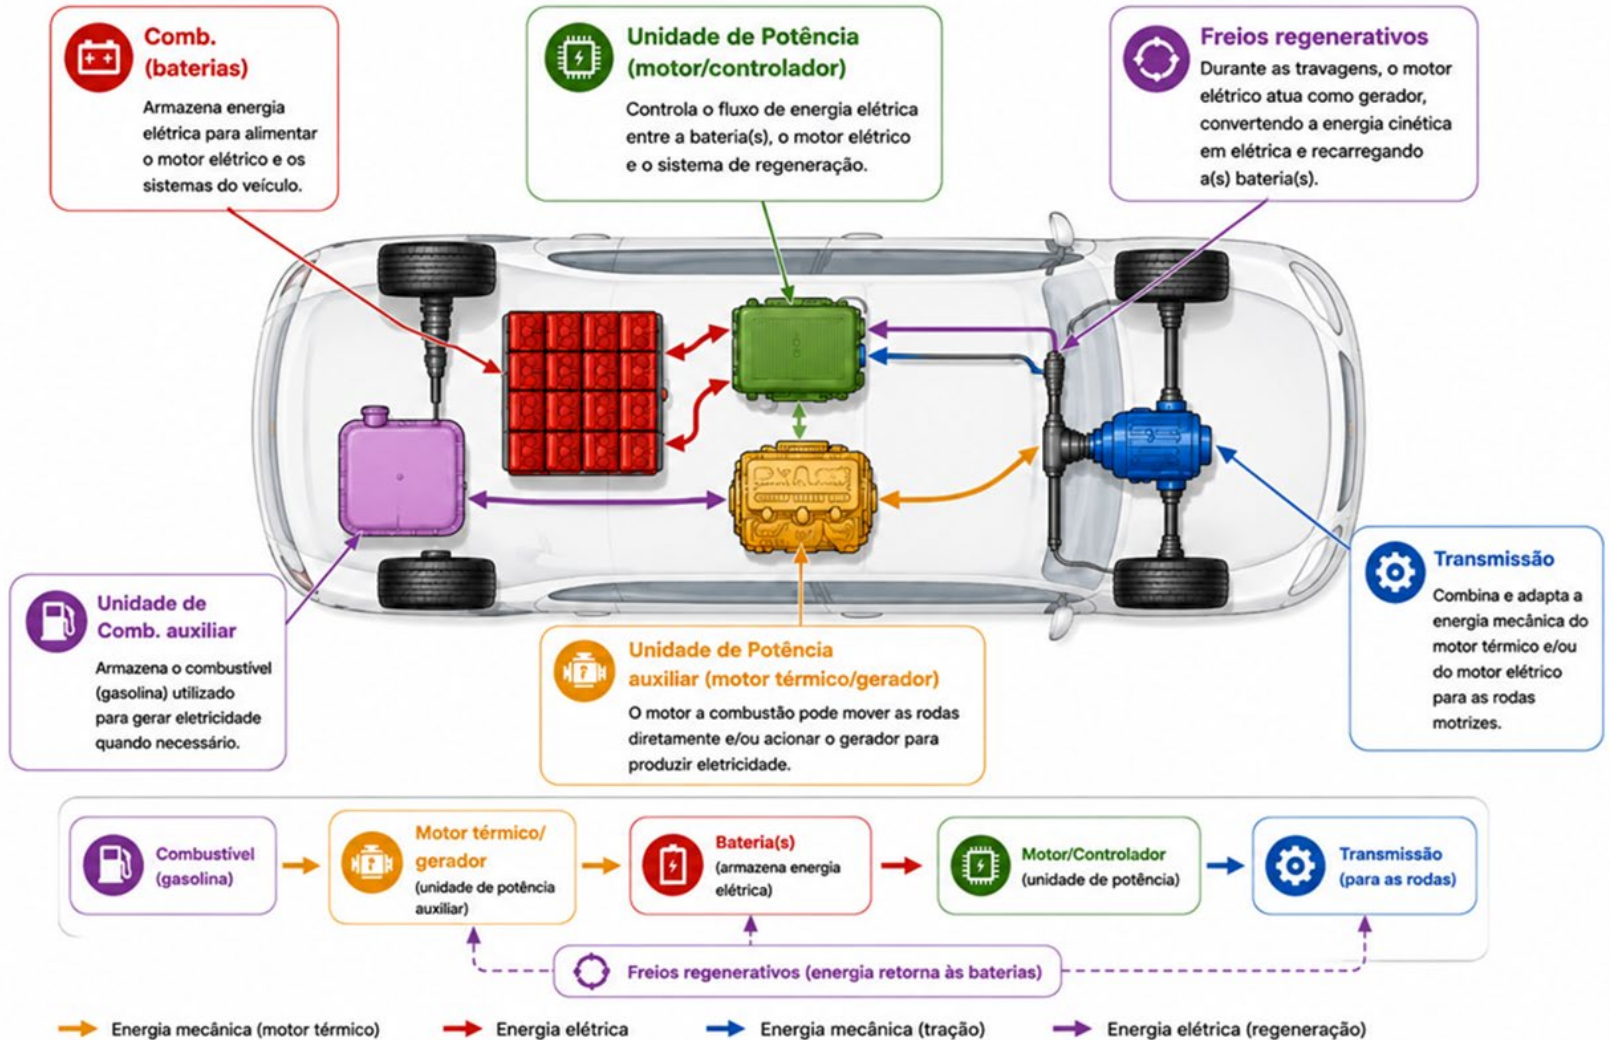 Comb.
(baterias)
Armazena energia
elétrica para alimentar
o motor elétrico e os
sistemas do veículo.
Unidade de Potência
(motor/controlador)
Controla o fluxo de energia elétrica
entre a bateria(s), o motor elétrico
e o sistema de regeneração.
Freios regenerativos
Durante as travagens, o motor
elétrico atua como gerador,
convertendo a energia cinética
em elétrica e recarregando
a(s) bateria(s).
Unidade de
Comb. auxiliar
Armazena o combustível
(gasolina) utilizado
para gerar eletricidade
quando necessário.
Unidade de Potência
auxiliar (motor térmico/gerador)
O motor a combustão pode mover as rodas
diretamente e/ou acionar o gerador para
produzir eletricidade.
Transmissão
Combina e adapta a
energia mecânica do
motor térmico e/ou
do motor elétrico
para as rodas
motrizes.
Combustível
(gasolina)
Motor térmico/
gerador
(unidade de potência
auxiliar)
Bateria(s)
(armazena energia
elétrica)
Motor/Controlador
(unidade de potência)
Transmissão
(para as rodas)
Freios regenerativos (energia retorna às baterias)
Energia mecânica (motor térmico)
Energia elétrica
Energia mecânica (tração)
Energia elétrica (regeneração)